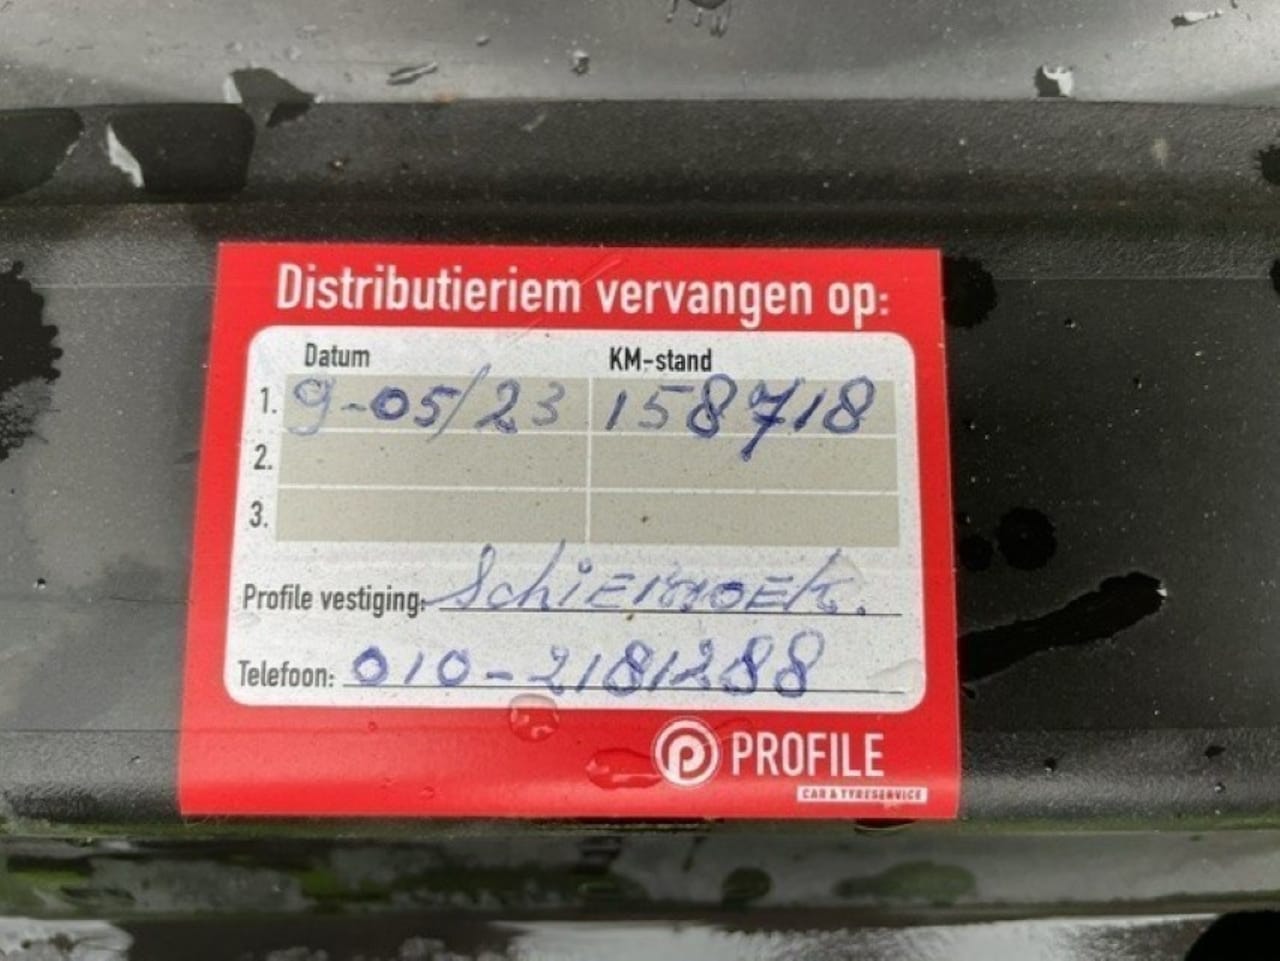 Distributieriem vervangen op:
Datum KM-stand
1. 9-05/23 158718
2.
3.
Profile vestiging: Schiebroek.
Telefoon: 010-2181288
PROFILE
CAR & TYRESERVICE